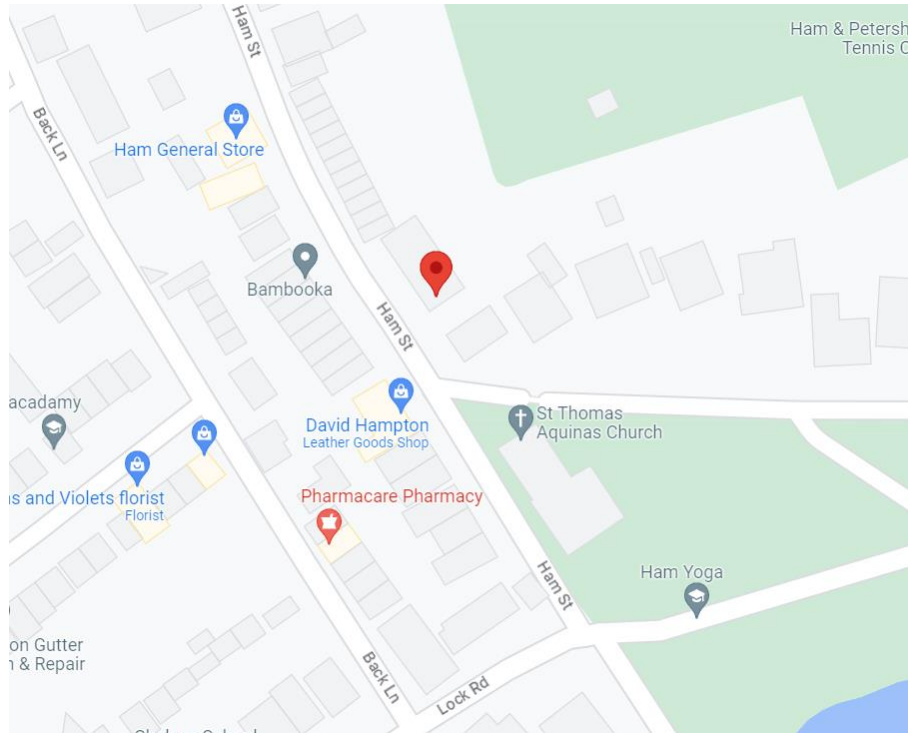 Ham St
Ham & Petersh
Tennis C
Back Ln
Ham General Store
Bambooka
Ham St
acadamy
David Hampton
Leather Goods Shop
St Thomas
Aquinas Church
s and Violets florist
Florist
Pharmacare Pharmacy
Ham St
Ham Yoga
on Gutter
& Repair
Back Ln
Lock Rd